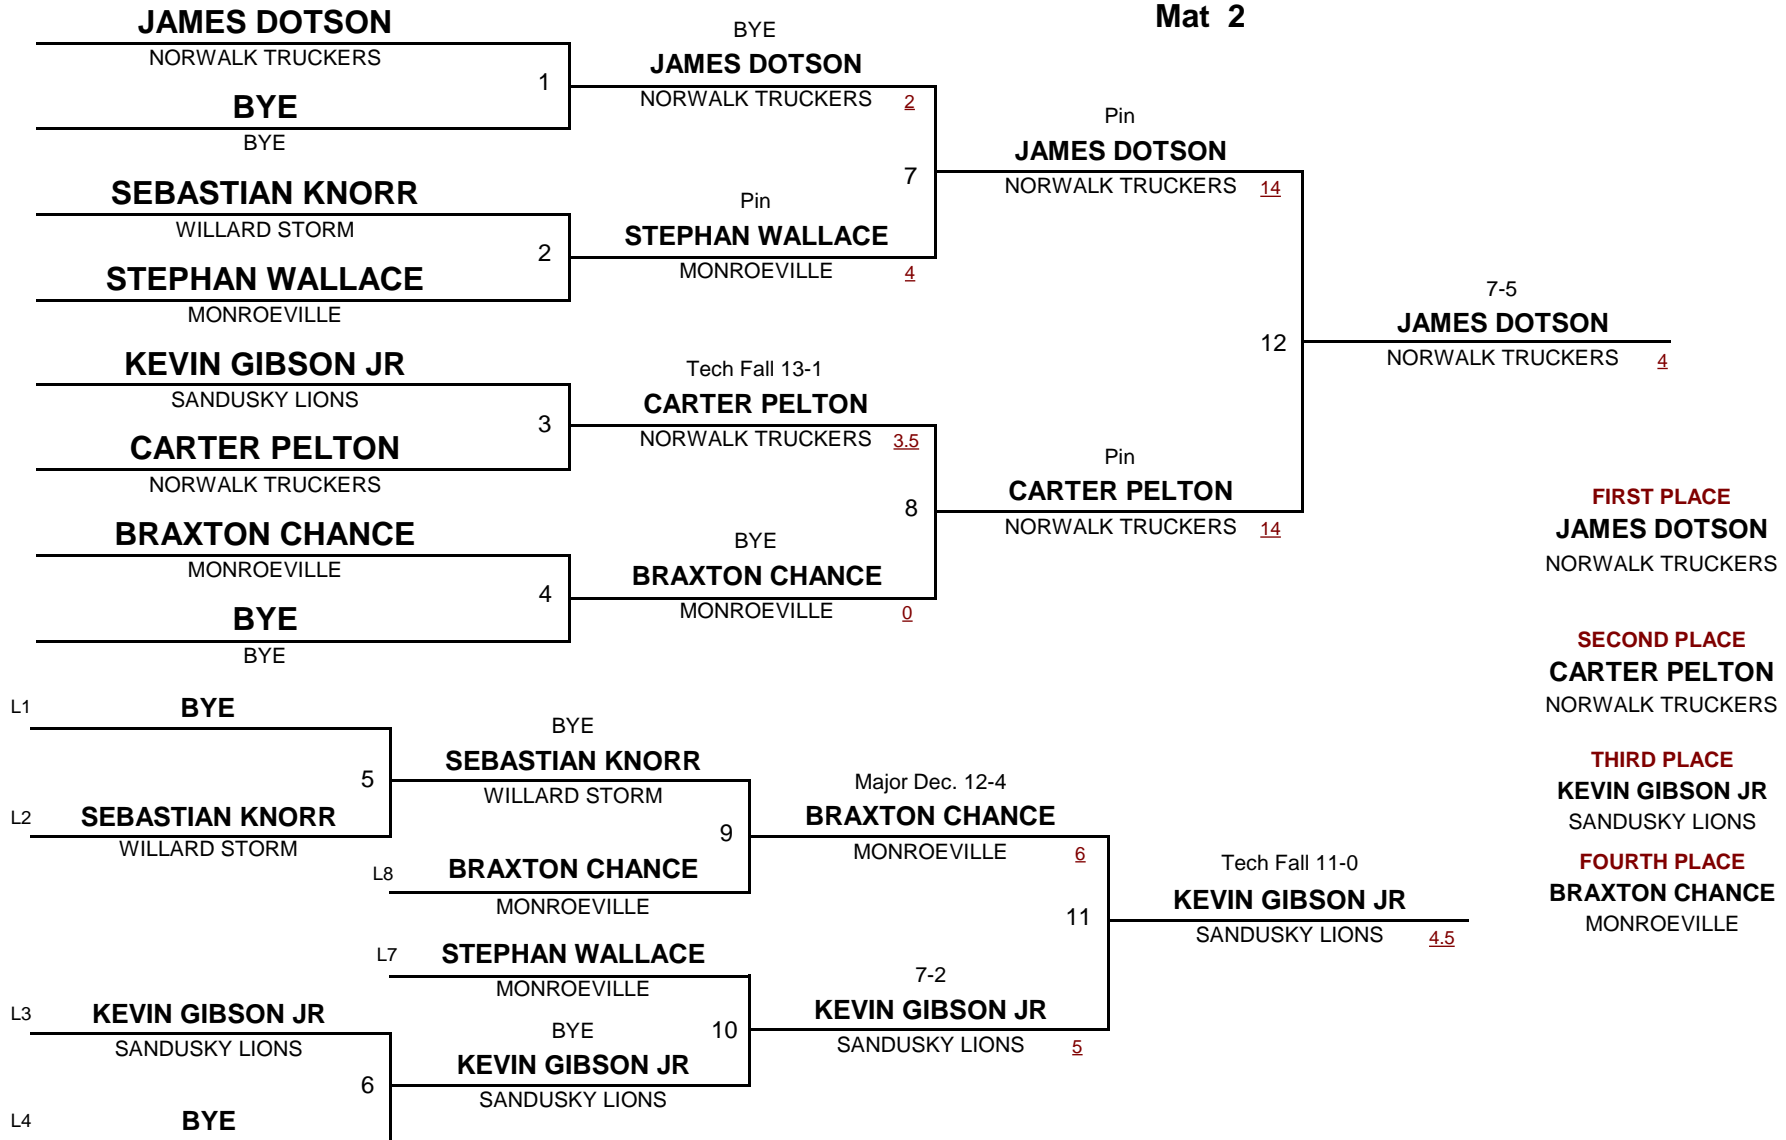 Mat 2
JAMES DOTSON
NORWALK TRUCKERS
1
BYE
BYE
SEBASTIAN KNORR
WILLARD STORM
2
STEPHAN WALLACE
MONROEVILLE
KEVIN GIBSON JR
SANDUSKY LIONS
3
CARTER PELTON
NORWALK TRUCKERS
BRAXTON CHANCE
MONROEVILLE
4
BYE
BYE
BYE
JAMES DOTSON
NORWALK TRUCKERS 2
7
Pin
STEPHAN WALLACE
MONROEVILLE 4
Tech Fall 13-1
CARTER PELTON
NORWALK TRUCKERS 3.5
8
BYE
BRAXTON CHANCE
MONROEVILLE 0
Pin
JAMES DOTSON
NORWALK TRUCKERS 14
12
Pin
CARTER PELTON
NORWALK TRUCKERS 14
7-5
JAMES DOTSON
NORWALK TRUCKERS 4
FIRST PLACE
JAMES DOTSON
NORWALK TRUCKERS
SECOND PLACE
CARTER PELTON
NORWALK TRUCKERS
THIRD PLACE
KEVIN GIBSON JR
SANDUSKY LIONS
FOURTH PLACE
BRAXTON CHANCE
MONROEVILLE
L1 BYE
5
L2 SEBASTIAN KNORR
WILLARD STORM
L3 KEVIN GIBSON JR
SANDUSKY LIONS
6
L4 BYE
BYE
SEBASTIAN KNORR
WILLARD STORM
9
L8 BRAXTON CHANCE
MONROEVILLE
L7 STEPHAN WALLACE
MONROEVILLE
10
BYE
KEVIN GIBSON JR
SANDUSKY LIONS
Major Dec. 12-4
BRAXTON CHANCE
MONROEVILLE 6
11
7-2
KEVIN GIBSON JR
SANDUSKY LIONS 5
Tech Fall 11-0
KEVIN GIBSON JR
SANDUSKY LIONS 4.5